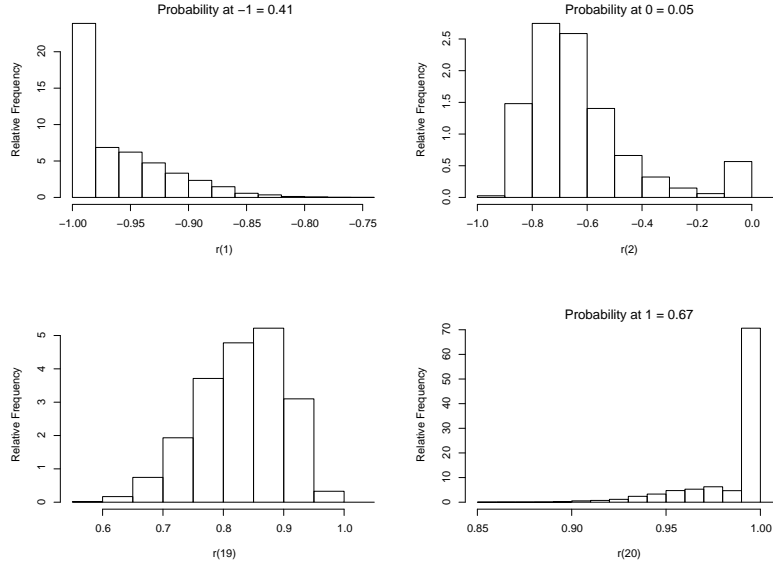 Probability at −1 = 0.41
Relative Frequency
0 5 10 15 20
−1.00 −0.95 −0.90 −0.85 −0.80 −0.75
r(1)
Probability at 0 = 0.05
Relative Frequency
0.0 0.5 1.0 1.5 2.0 2.5
−1.0 −0.8 −0.6 −0.4 −0.2 0.0
r(2)
Relative Frequency
0 1 2 3 4 5
0.6 0.7 0.8 0.9 1.0
r(19)
Probability at 1 = 0.67
Relative Frequency
0 10 20 30 40 50 60 70
0.85 0.90 0.95 1.00
r(20)